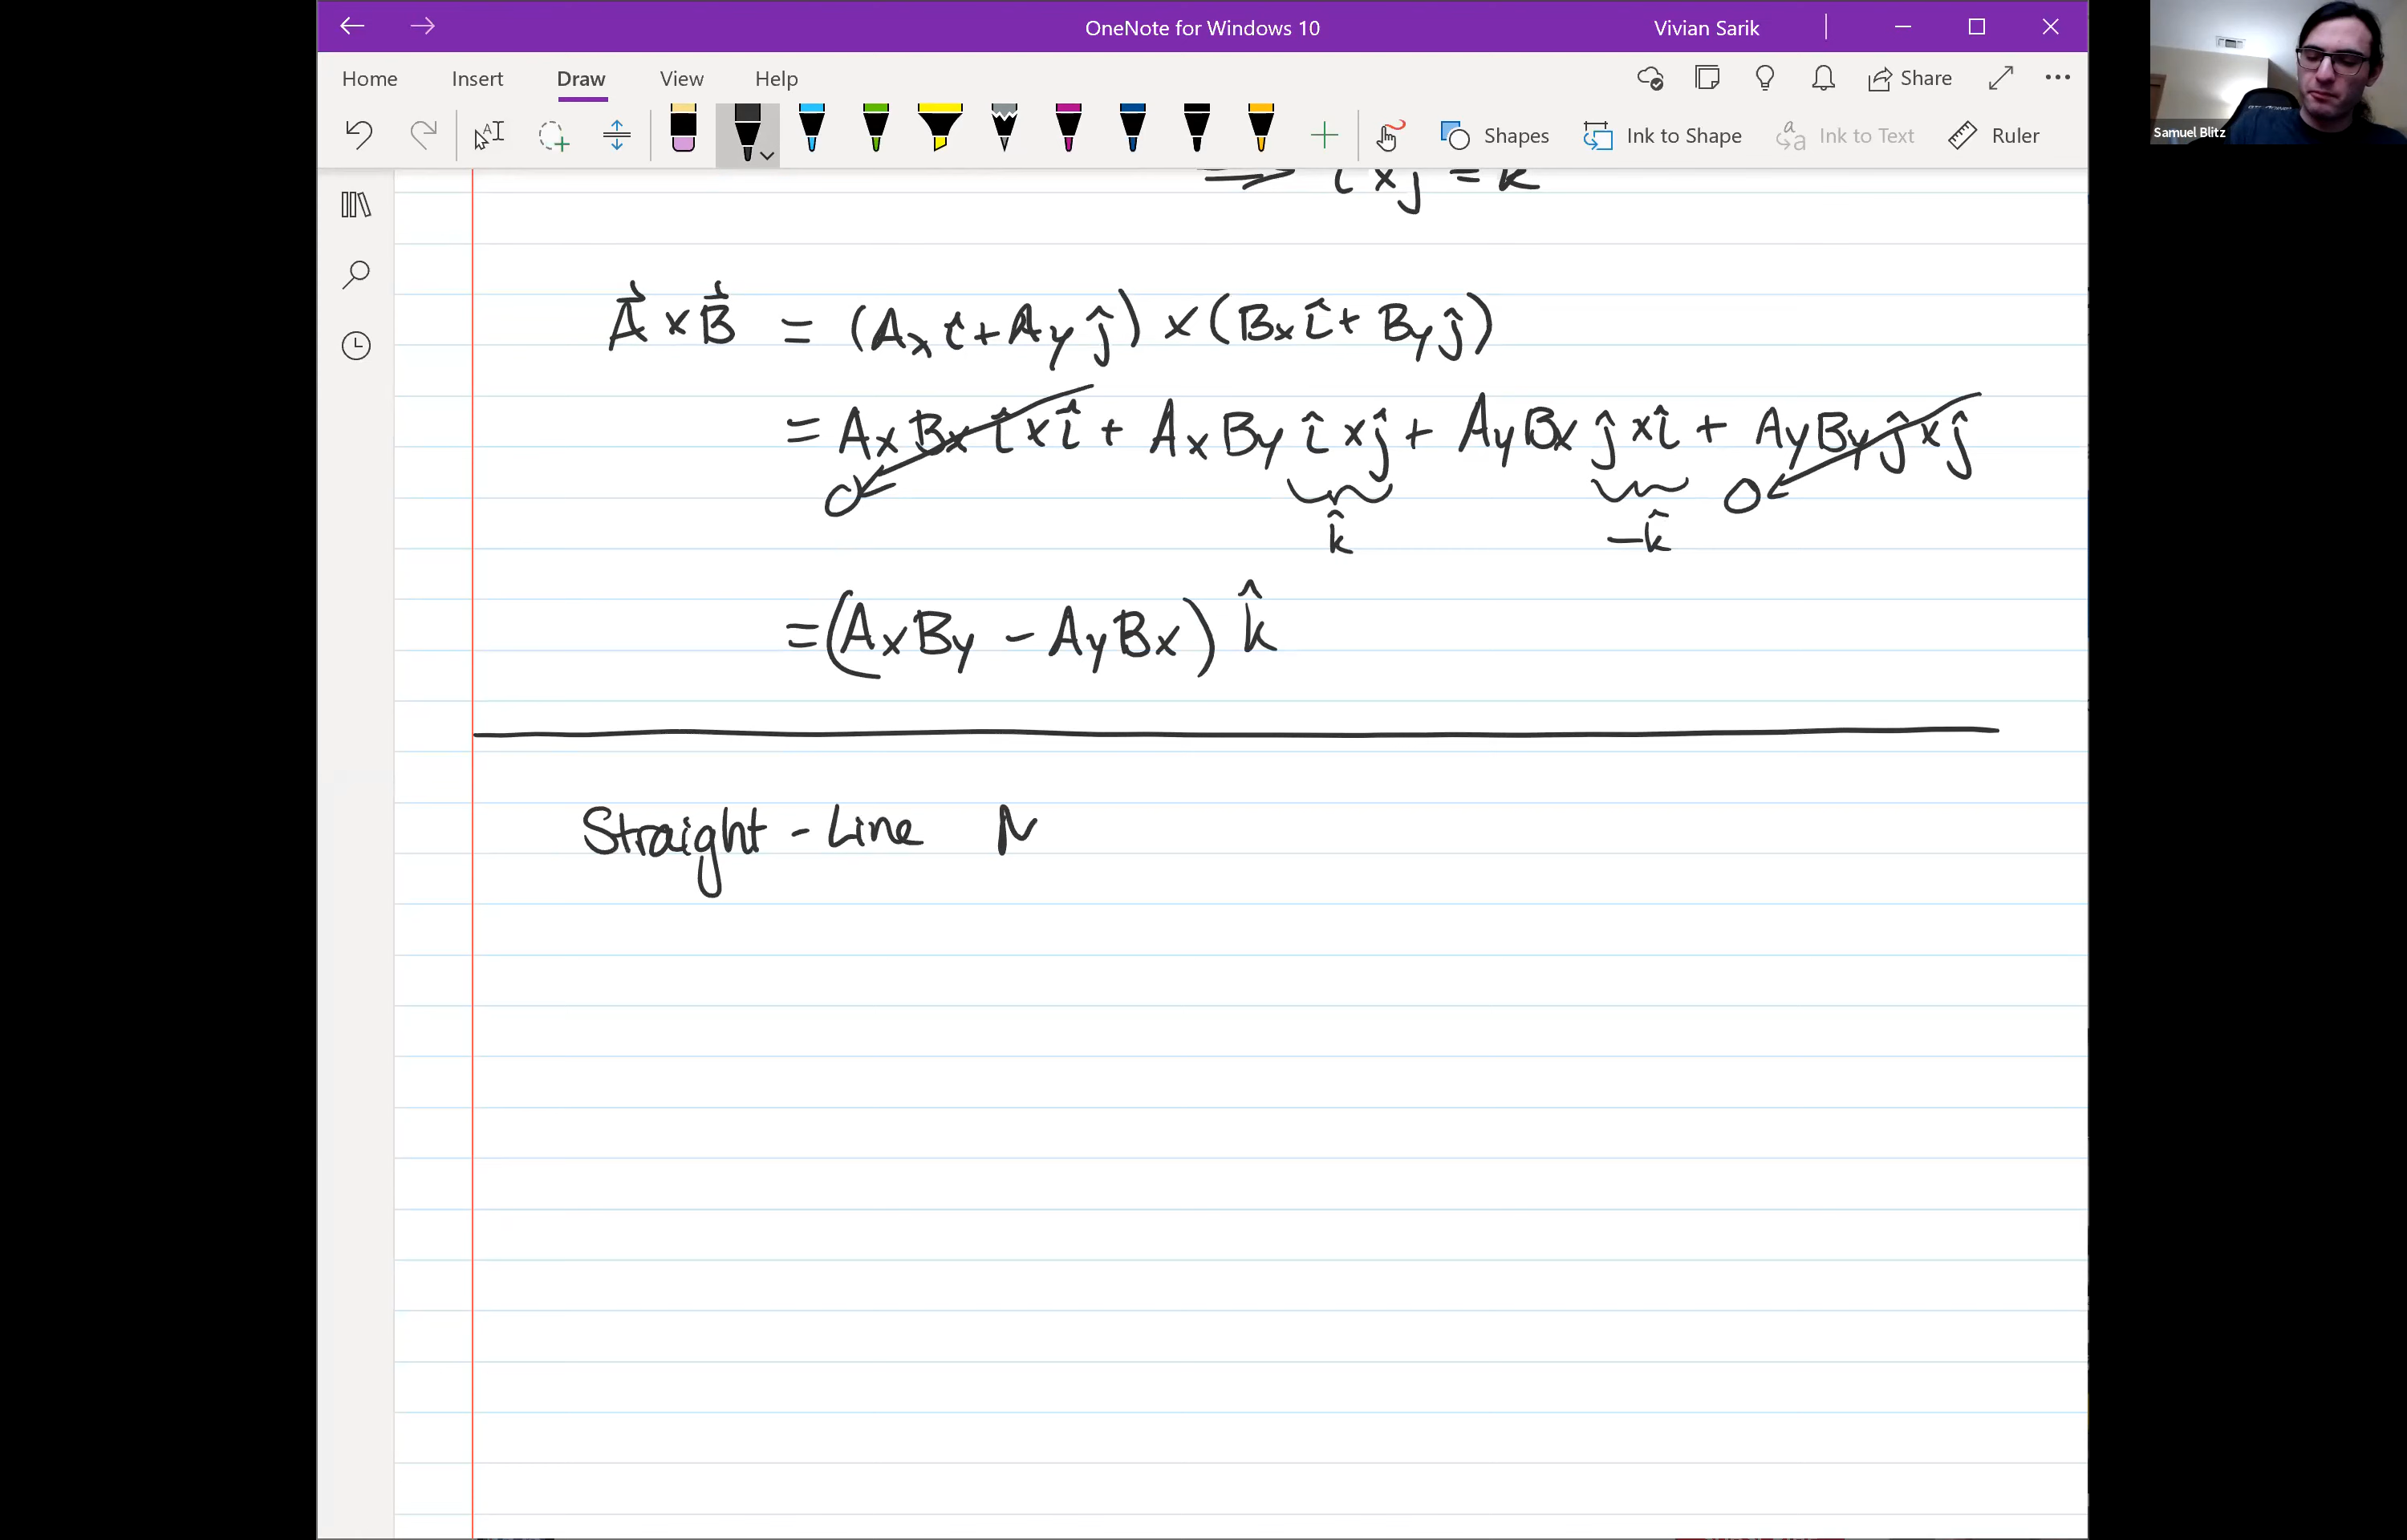 OneNote for Windows 10
Vivian Sarik
Samuel Blitz
Home Insert Draw View Help
Share
Shapes Ink to Shape Ink to Text Ruler
⇒ î x ĵ = k̂
A⃗ x B⃗ = (Ax î + Ay ĵ) x (Bx î + By ĵ)
= Ax Bx î x î + Ax By î x ĵ + Ay Bx ĵ x î + Ay By ĵ x ĵ
0 k̂ -k̂ 0
= (Ax By - Ay Bx) k̂
Straight-Line